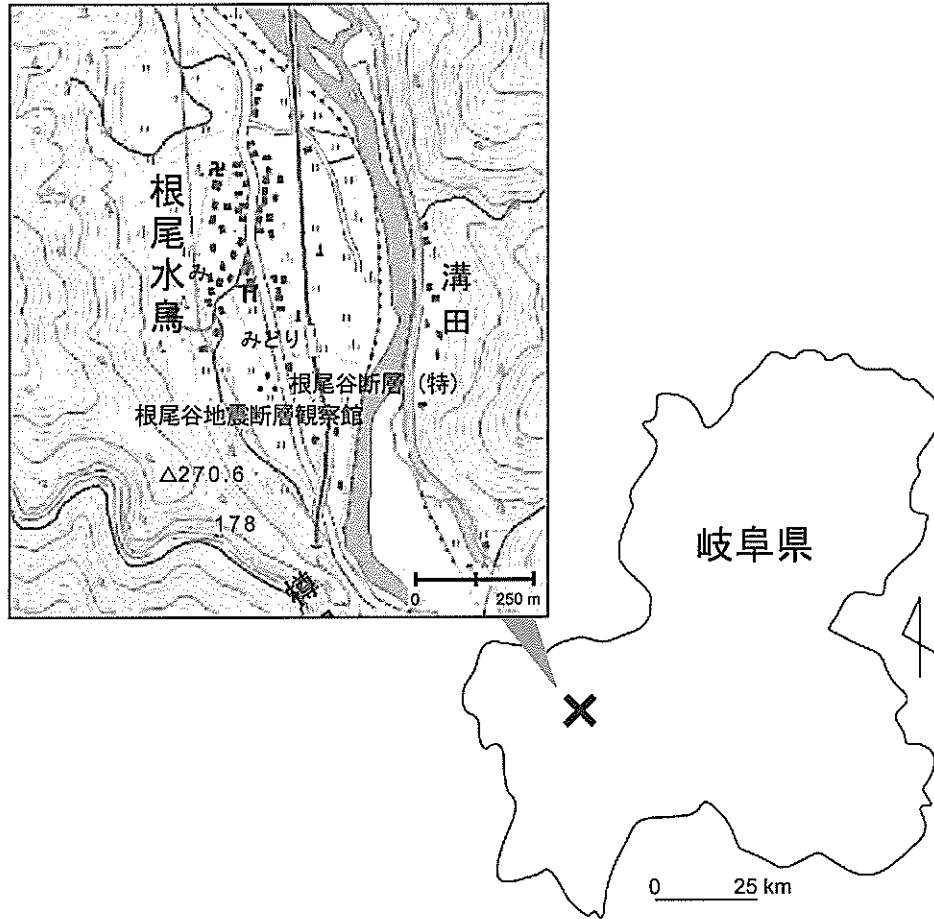 根尾水鳥
み
溝田
みどり
根尾谷断層（特）
根尾谷地震断層観察館
△270.6
178
0 250 m
岐阜県
0 25 km